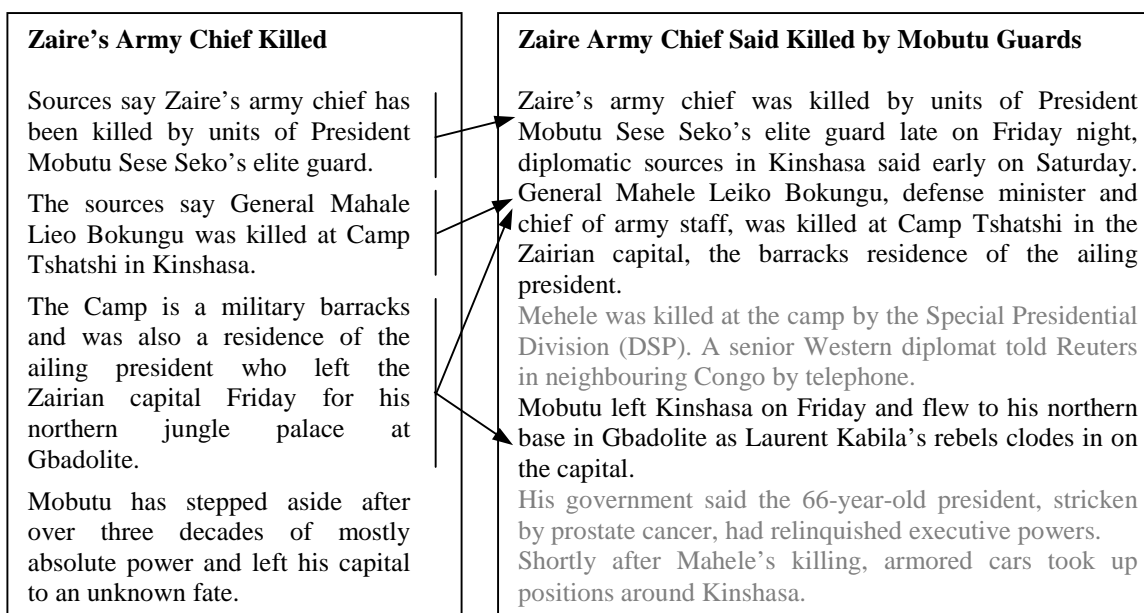 Zaire’s Army Chief Killed
Sources say Zaire’s army chief has
been killed by units of President
Mobutu Sese Seko’s elite guard.
The sources say General Mahale
Lieo Bokungu was killed at Camp
Tshatshi in Kinshasa.
The Camp is a military barracks
and was also a residence of the
ailing president who left the
Zairian capital Friday for his
northern jungle palace at
Gbadolite.
Mobutu has stepped aside after
over three decades of mostly
absolute power and left his capital
to an unknown fate.
Zaire Army Chief Said Killed by Mobutu Guards
Zaire’s army chief was killed by units of President
Mobutu Sese Seko’s elite guard late on Friday night,
diplomatic sources in Kinshasa said early on Saturday.
General Mahele Leiko Bokungu, defense minister and
chief of army staff, was killed at Camp Tshatshi in the
Zairian capital, the barracks residence of the ailing
president.
Mehele was killed at the camp by the Special Presidential
Division (DSP). A senior Western diplomat told Reuters
in neighbouring Congo by telephone.
Mobutu left Kinshasa on Friday and flew to his northern
base in Gbadolite as Laurent Kabila’s rebels clodes in on
the capital.
His government said the 66-year-old president, stricken
by prostate cancer, had relinquished executive powers.
Shortly after Mahele’s killing, armored cars took up
positions around Kinshasa.